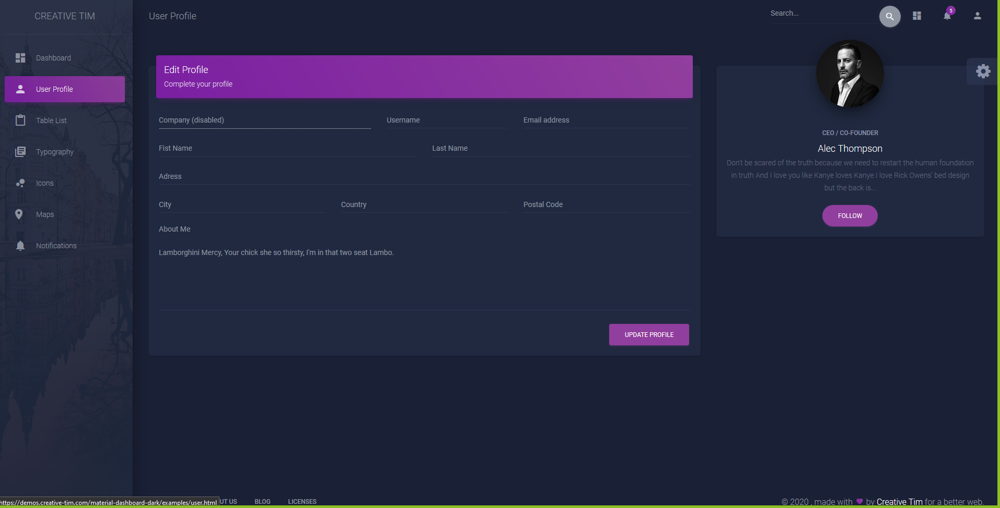 CREATIVE TIM
Dashboard
User Profile
Table List
Typography
Icons
Maps
Notifications
User Profile
Search...
5
Edit Profile
Complete your profile
Company (disabled)
Username
Email address
Fist Name
Last Name
Adress
City
Country
Postal Code
About Me
Lamborghini Mercy, Your chick she so thirsty, I'm in that two seat Lambo.
UPDATE PROFILE
CEO / CO-FOUNDER
Alec Thompson
Don't be scared of the truth because we need to restart the human foundation
in truth And I love you like Kanye loves Kanye I love Rick Owens' bed design
but the back is...
FOLLOW
https://demos.creative-tim.com/material-dashboard-dark/examples/user.html
UT US
BLOG
LICENSES
© 2020 , made with by Creative Tim for a better web.